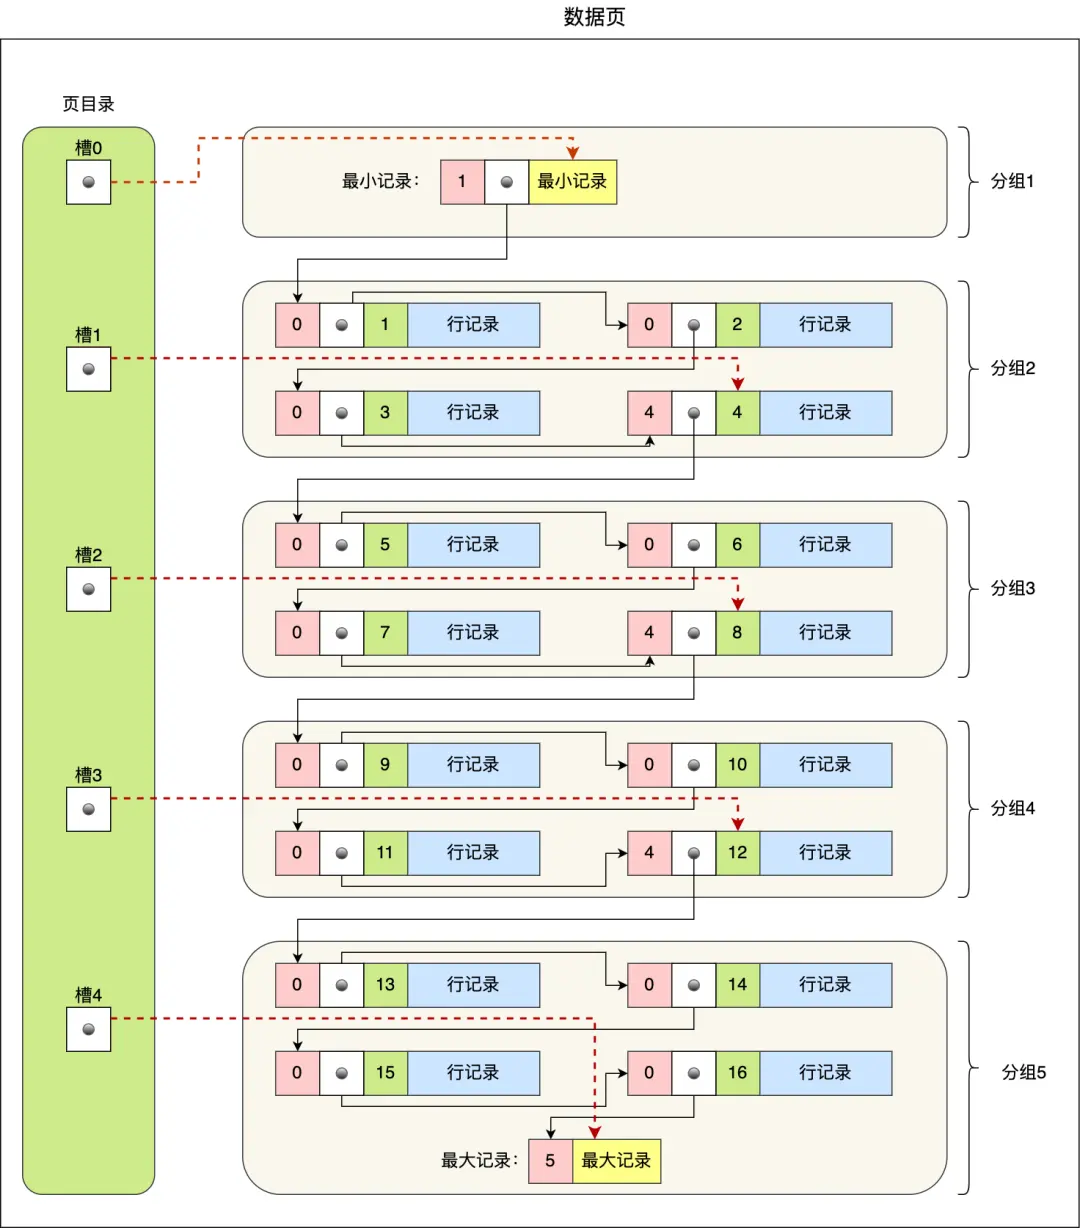 数据页
页目录
槽0
最小记录： 1 最小记录
分组1
0 1 行记录 0 2 行记录
槽1
分组2
0 3 行记录 4 4 行记录
0 5 行记录 0 6 行记录
槽2
分组3
0 7 行记录 4 8 行记录
0 9 行记录 0 10 行记录
槽3
分组4
0 11 行记录 4 12 行记录
0 13 行记录 0 14 行记录
槽4
0 15 行记录 0 16 行记录
分组5
最大记录： 5 最大记录